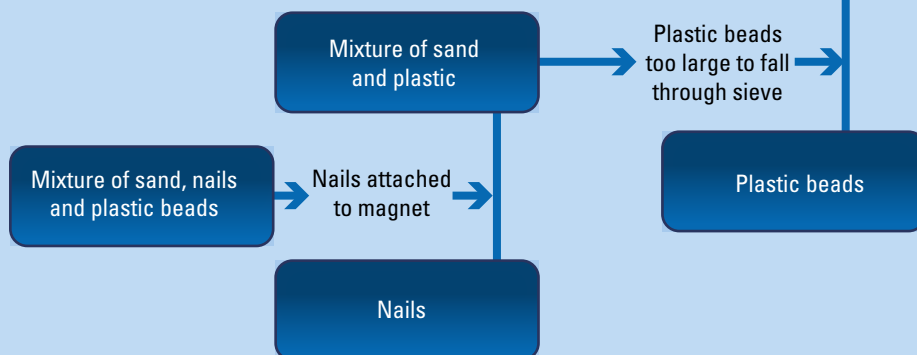 Mixture of sand
and plastic
Plastic beads
too large to fall
through sieve
Mixture of sand, nails
and plastic beads
Nails attached
to magnet
Plastic beads
Nails